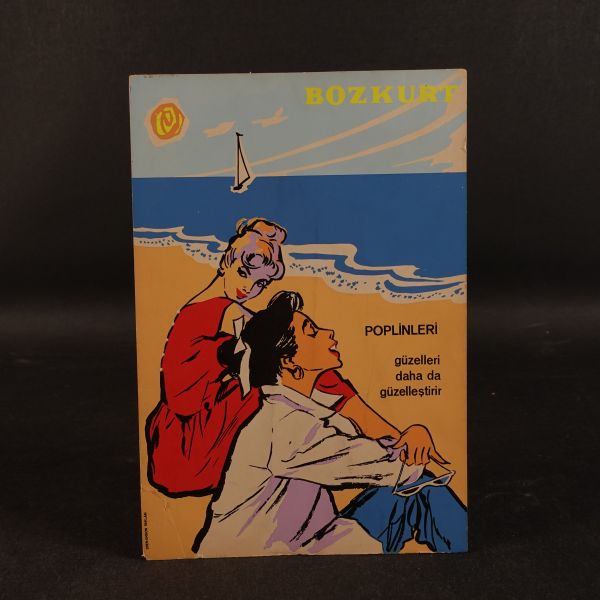 BOZKURT
POPLİNLERİ
güzelleri
daha da
güzelleştirir